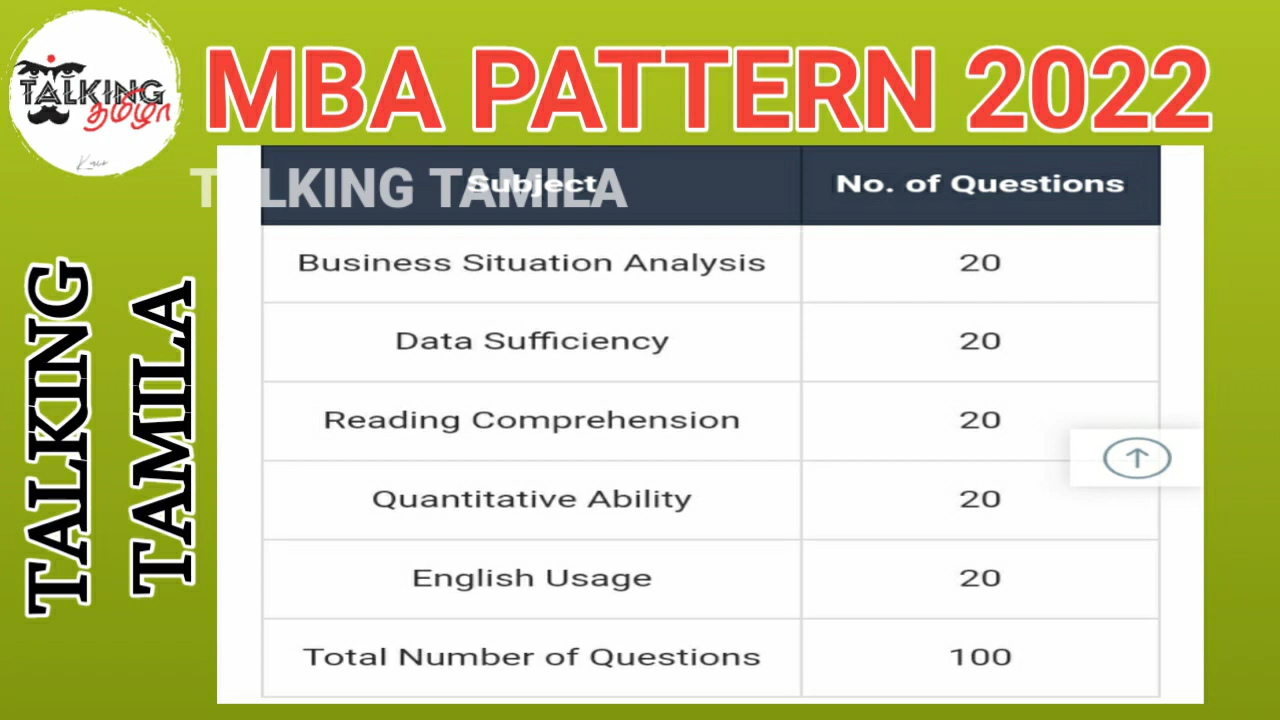 TALKING
தமிழா
MBA PATTERN 2022
TALKING TAMILA
Subject No. of Questions
Business Situation Analysis 20
Data Sufficiency 20
Reading Comprehension 20
Quantitative Ability 20
English Usage 20
Total Number of Questions 100
TALKING
TAMILA